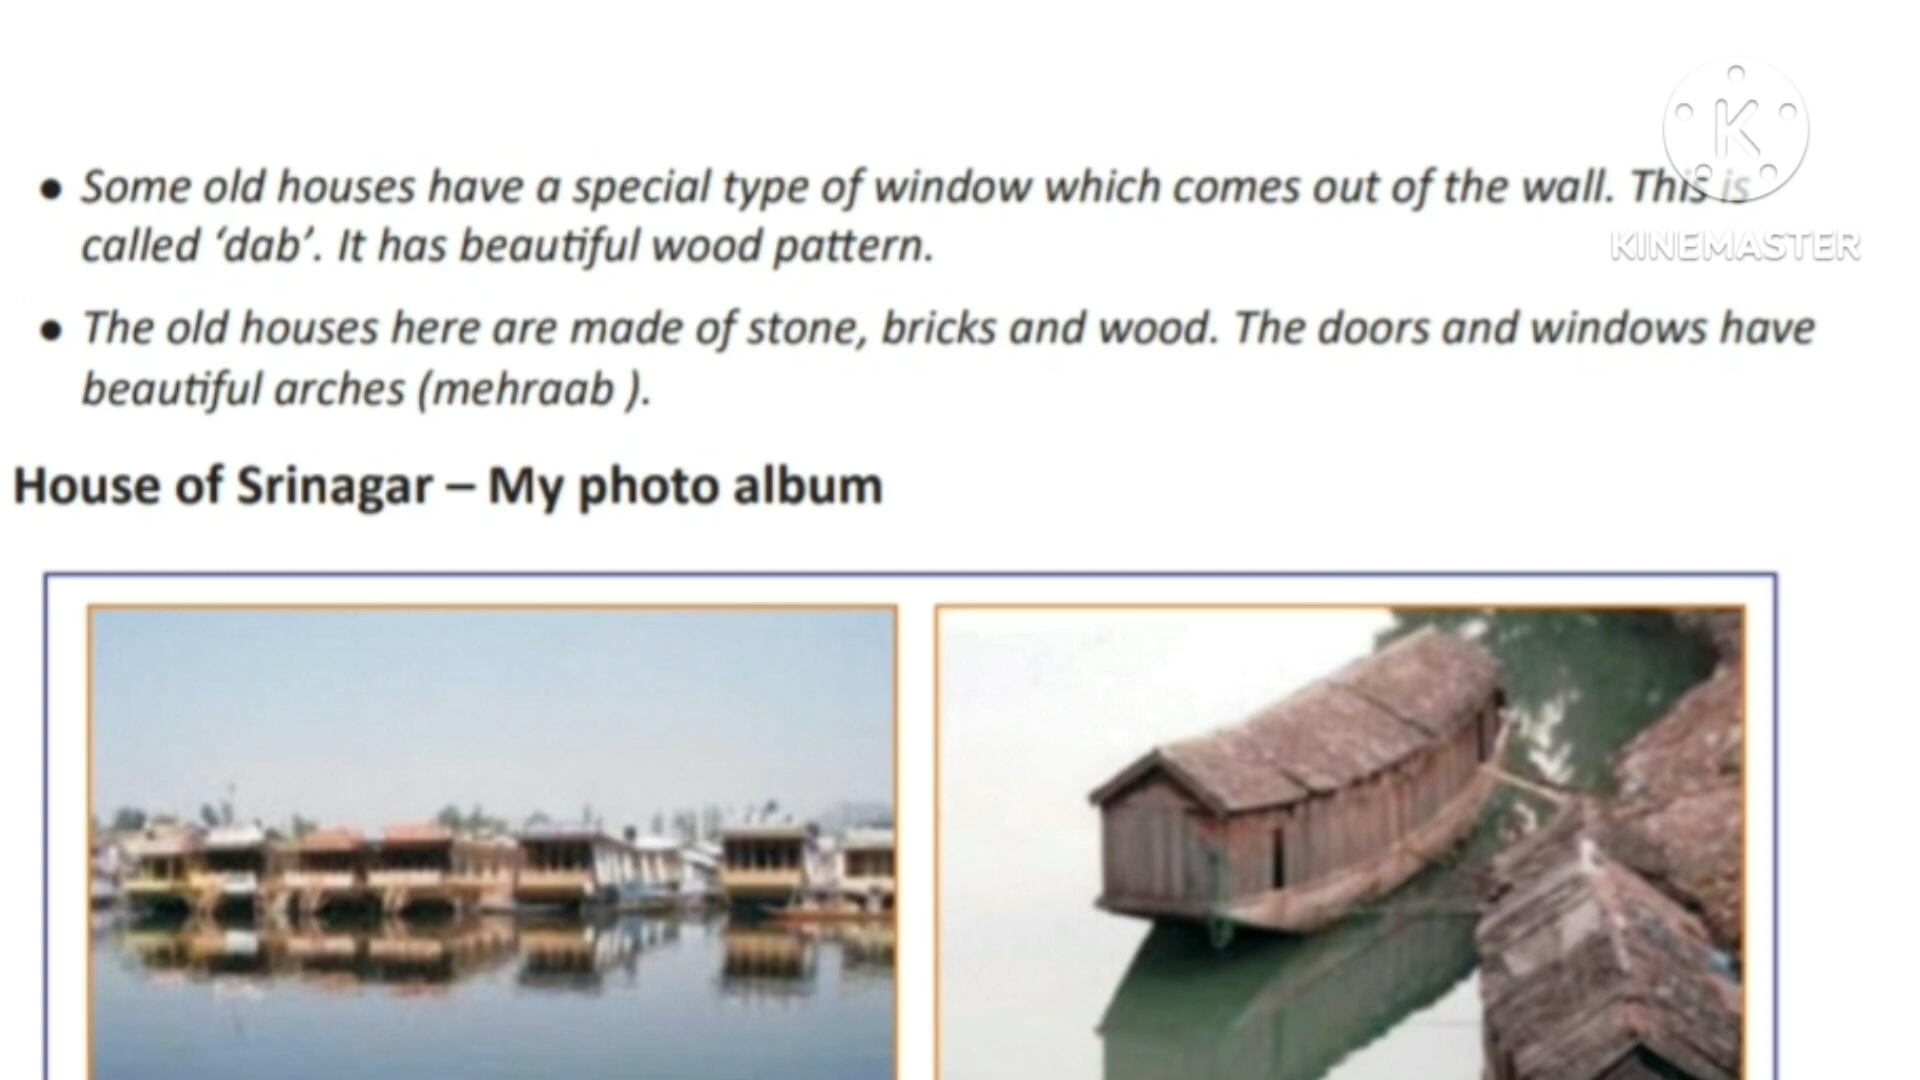 Some old houses have a special type of window which comes out of the wall. This is
called ‘dab’. It has beautiful wood pattern.
The old houses here are made of stone, bricks and wood. The doors and windows have
beautiful arches (mehraab ).
House of Srinagar – My photo album
K
KINEMASTER